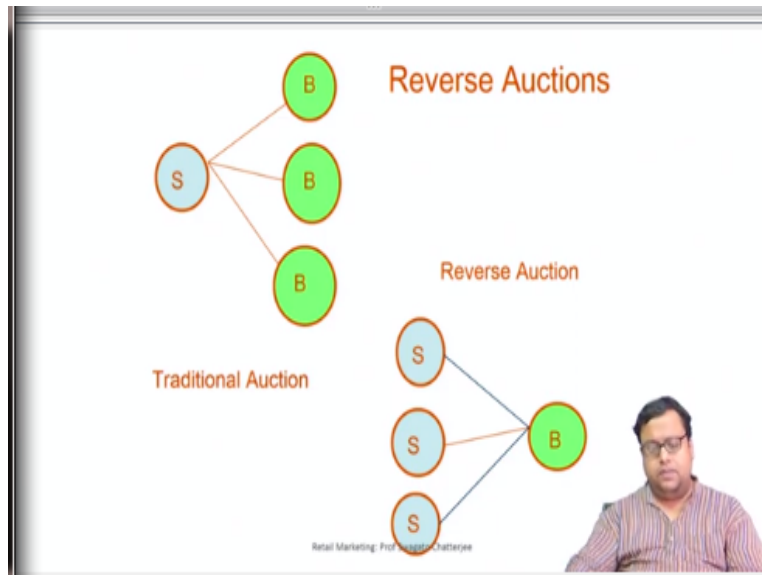 Reverse Auctions
B
S
B
B
Traditional Auction
Reverse Auction
S
S
B
S
Retail Marketing: Prof Chatterjee